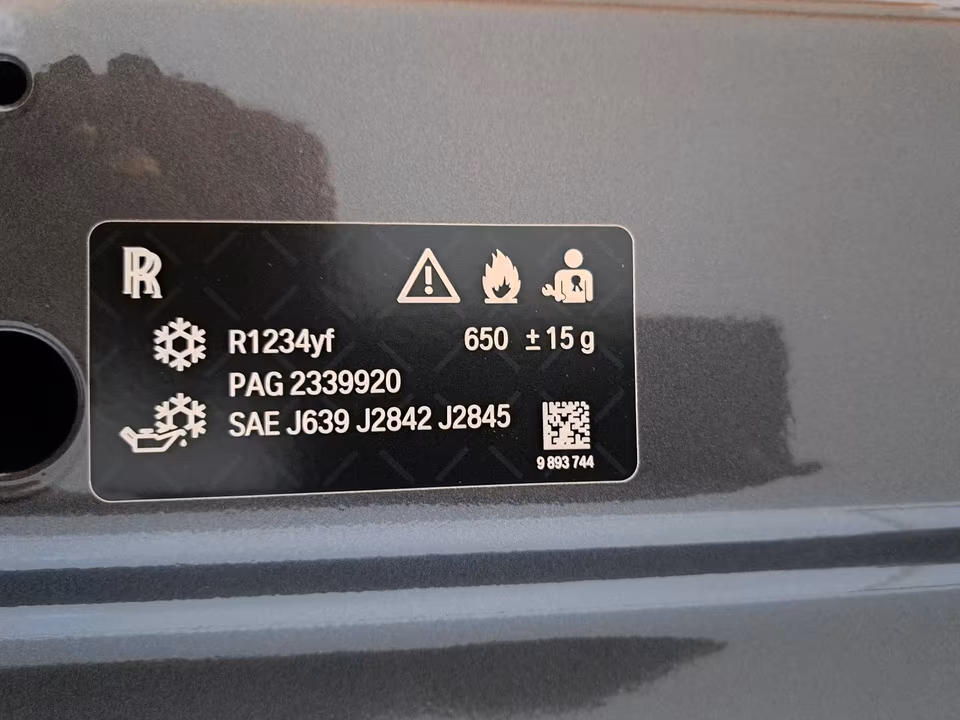 RR
R1234yf 650 ± 15 g
PAG 2339920
SAE J639 J2842 J2845
9 893 744